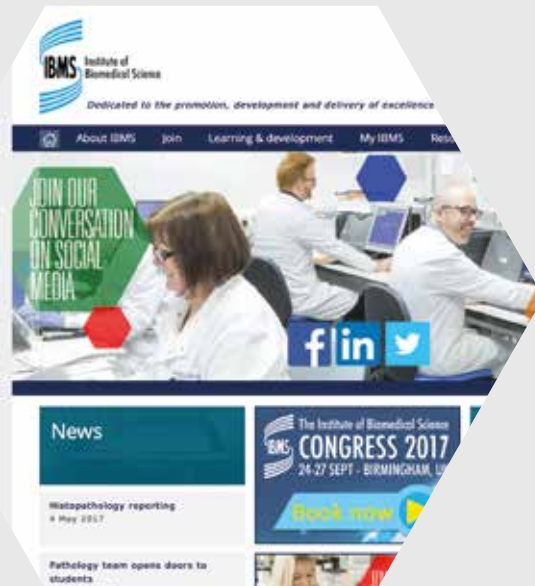 IBMS
Institute of
Biomedical Science
Dedicated to the promotion, development and delivery of excellence
About IBMS Join Learning & development My IBMS Reso
JOIN OUR
CONVERSATION
ON SOCIAL
MEDIA
f in
News
The Institute of Biomedical Science
IBMS CONGRESS 2017
24-27 SEPT - BIRMINGHAM, U
Book now
Histopathology reporting
4 May 2017
Pathology team opens doors to
students